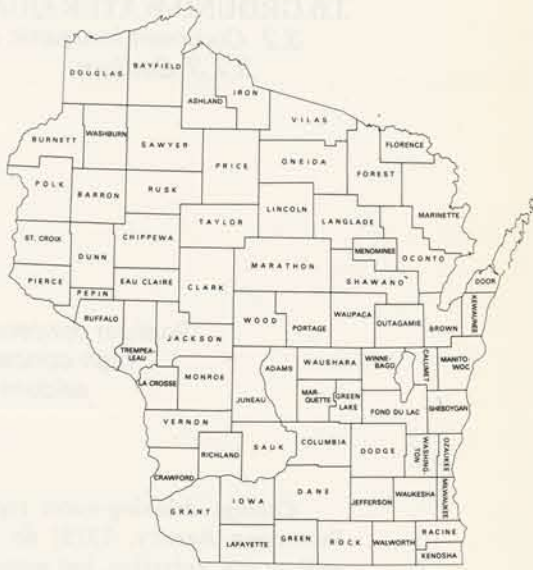 DOUGLAS
BAYFIELD
ASHLAND
IRON
VILAS
FLORENCE
BURNETT
WASHBURN
SAWYER
PRICE
ONEIDA
FOREST
MARINETTE
POLK
BARRON
RUSK
TAYLOR
LINCOLN
LANGLADE
MENOMINEE
OCONTO
ST. CROIX
DUNN
CHIPPEWA
MARATHON
SHAWANO
DOOR
PIERCE
PEPIN
EAU CLAIRE
CLARK
KEWAUNEE
BUFFALO
TREMPEA-
LEAU
JACKSON
WOOD
PORTAGE
WAUPACA
OUTAGAMIE
BROWN
LA CROSSE
MONROE
JUNEAU
ADAMS
WAUSHARA
WINNE-
BAGO
CALUMET
MANITO-
WOC
MAR-
QUETTE
GREEN
LAKE
FOND DU LAC
SHEBOYGAN
VERNON
RICHLAND
SAUK
COLUMBIA
DODGE
WASHING-
TON
OZAUKEE
CRAWFORD
GRANT
IOWA
DANE
JEFFERSON
WAUKESHA
MILWAUKEE
LAFAYETTE
GREEN
ROCK
WALWORTH
RACINE
KENOSHA